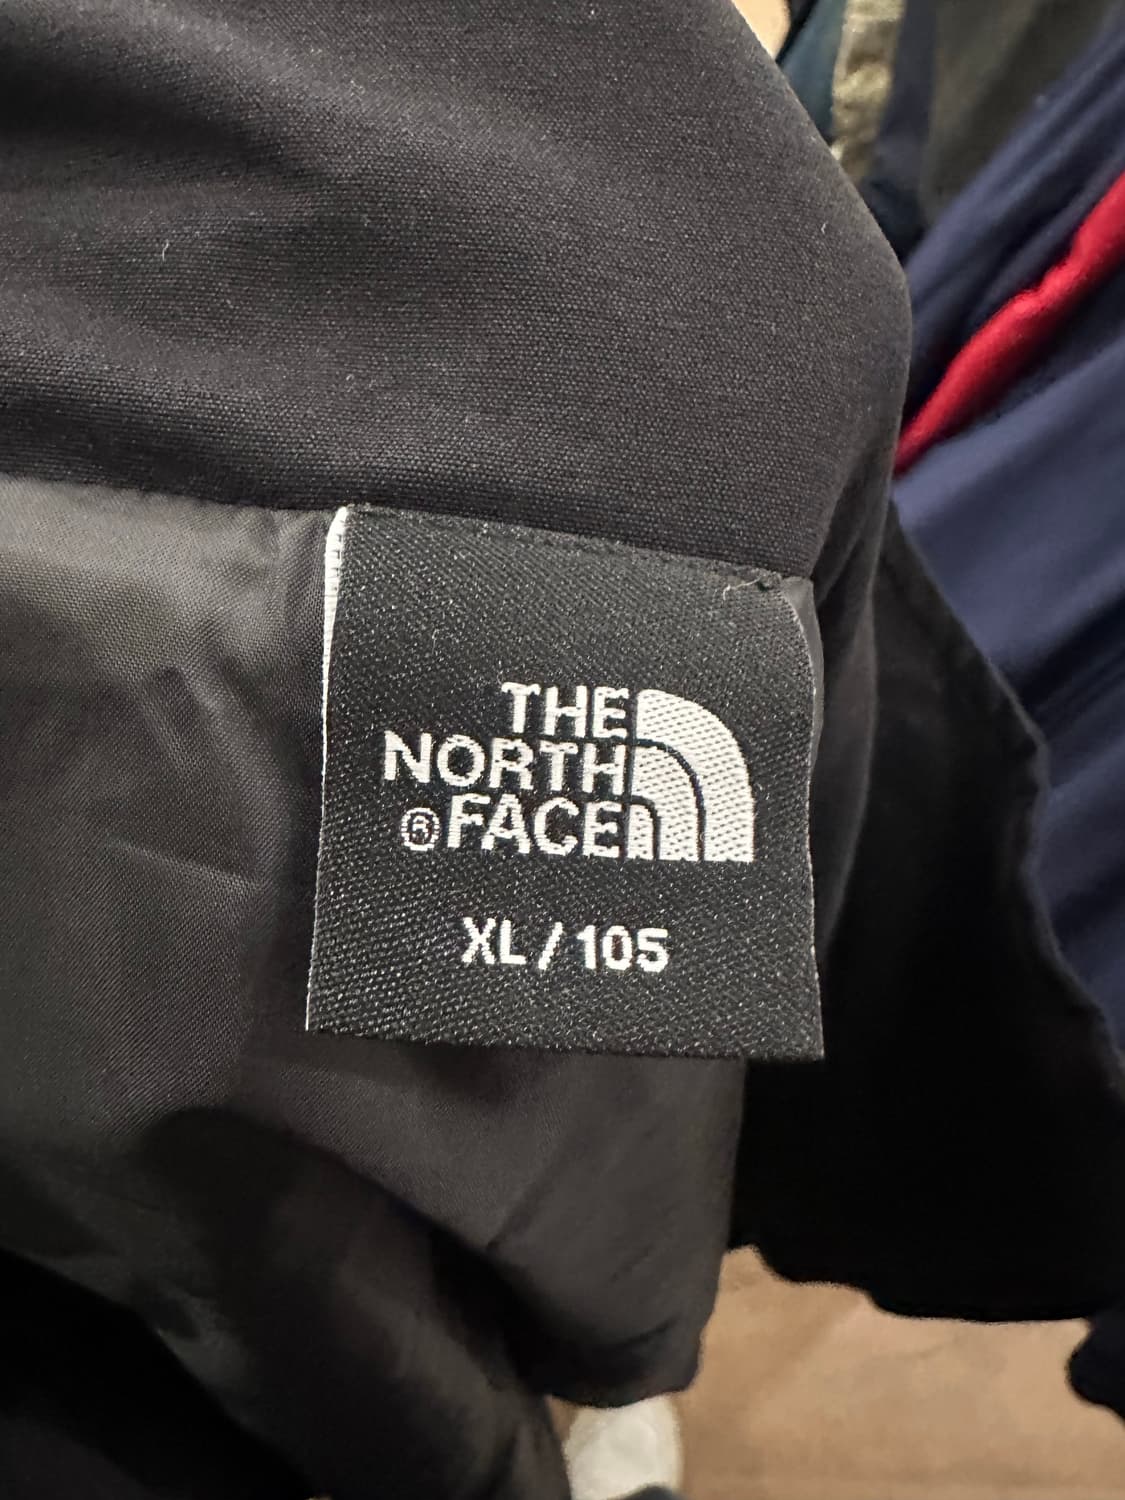 THE
NORTH
®FACE
XL / 105